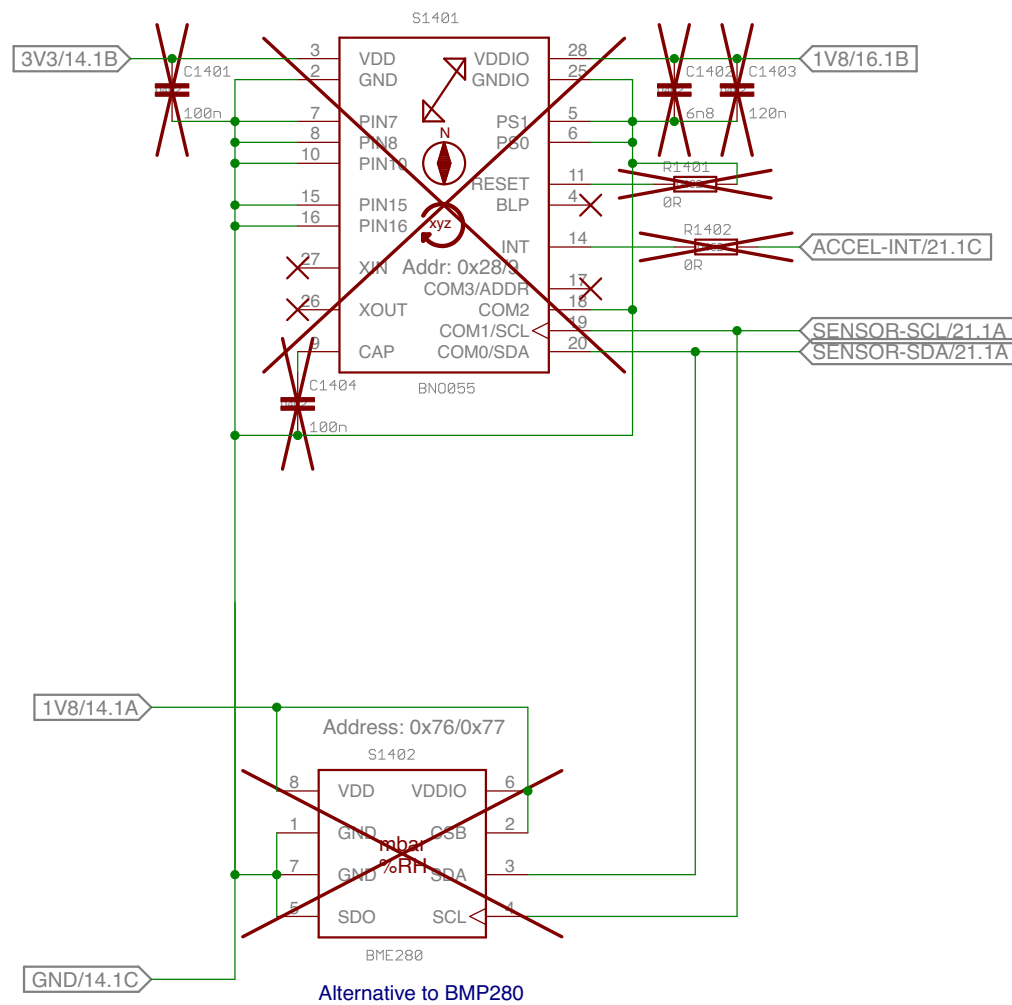 S1401
3V3/14.1B
3 VDD
VDDIO 28
1V8/16.1B
2 GND
GNDIO 25
C1401
C1402
C1403
100n
7 PIN7
PS1 5
6n8
120n
8 PIN8
PS0 6
N
10 PIN10
R1401
RESET 11
15 PIN15
BLP 4
0R
16 PIN16
xyz
R1402
INT 14
ACCEL-INT/21.1C
27 XIN
Addr: 0x28/9
0R
COM3/ADDR 17
26 XOUT
COM2 18
COM1/SCL 19
SENSOR-SCL/21.1A
9 CAP
COM0/SDA 20
SENSOR-SDA/21.1A
C1404
BNO055
100n
1V8/14.1A
Address: 0x76/0x77
S1402
8 VDD
VDDIO 6
1 GND
CSB 2
mbar
%RH
7 GND
SDA 3
5 SDO
SCL 4
BME280
GND/14.1C
Alternative to BMP280